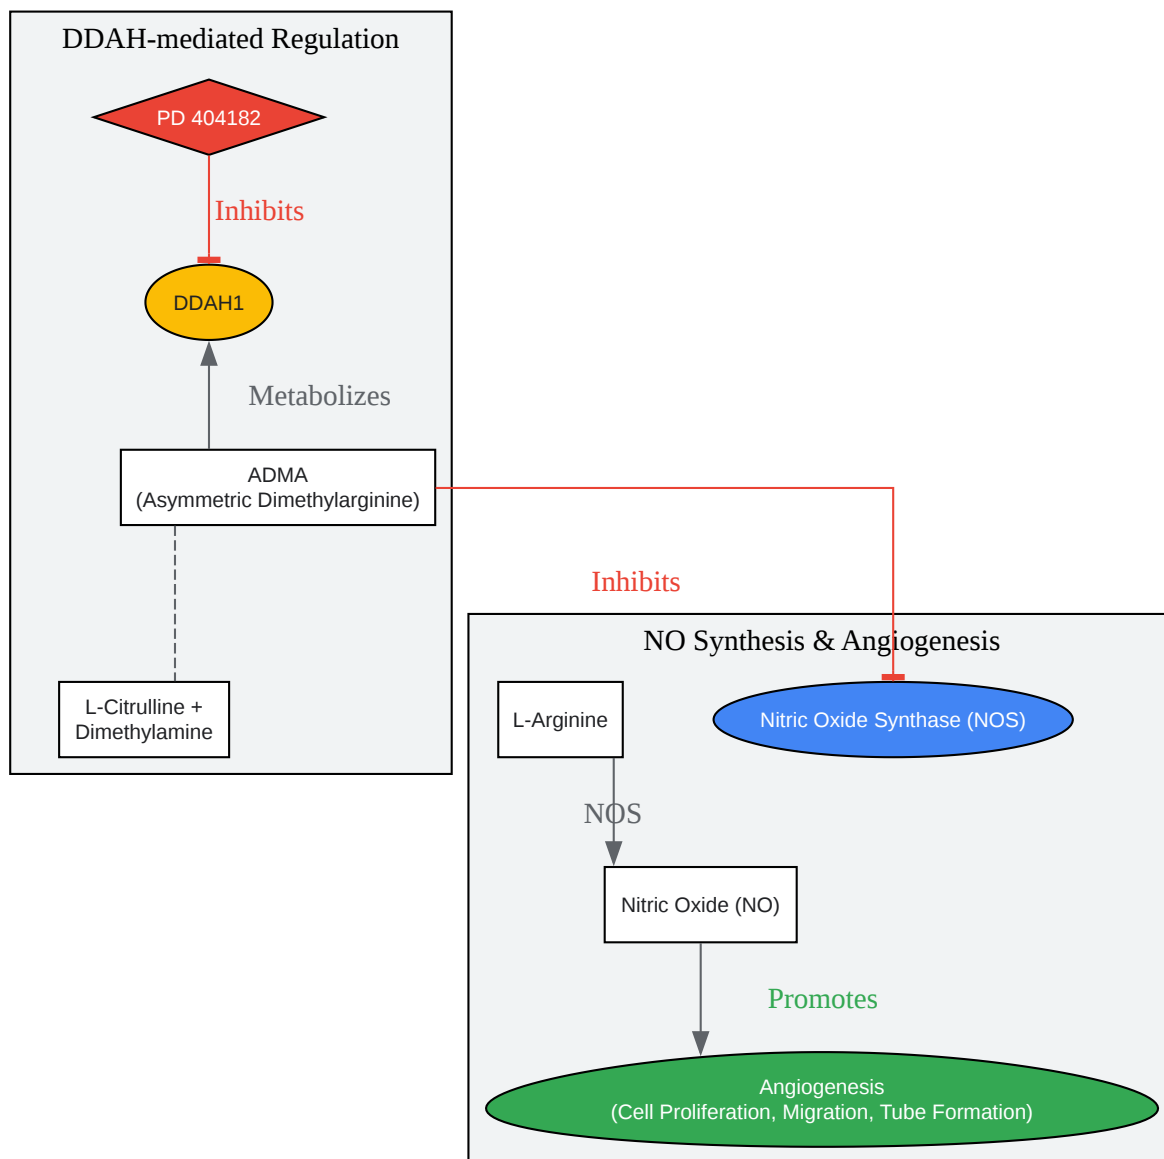 DDAH-mediated Regulation
PD 404182
Inhibits
DDAH1
Metabolizes
ADMA
(Asymmetric Dimethylarginine)
Inhibits
L-Citrulline +
Dimethylamine
NO Synthesis & Angiogenesis
L-Arginine
Nitric Oxide Synthase (NOS)
NOS
Nitric Oxide (NO)
Promotes
Angiogenesis
(Cell Proliferation, Migration, Tube Formation)